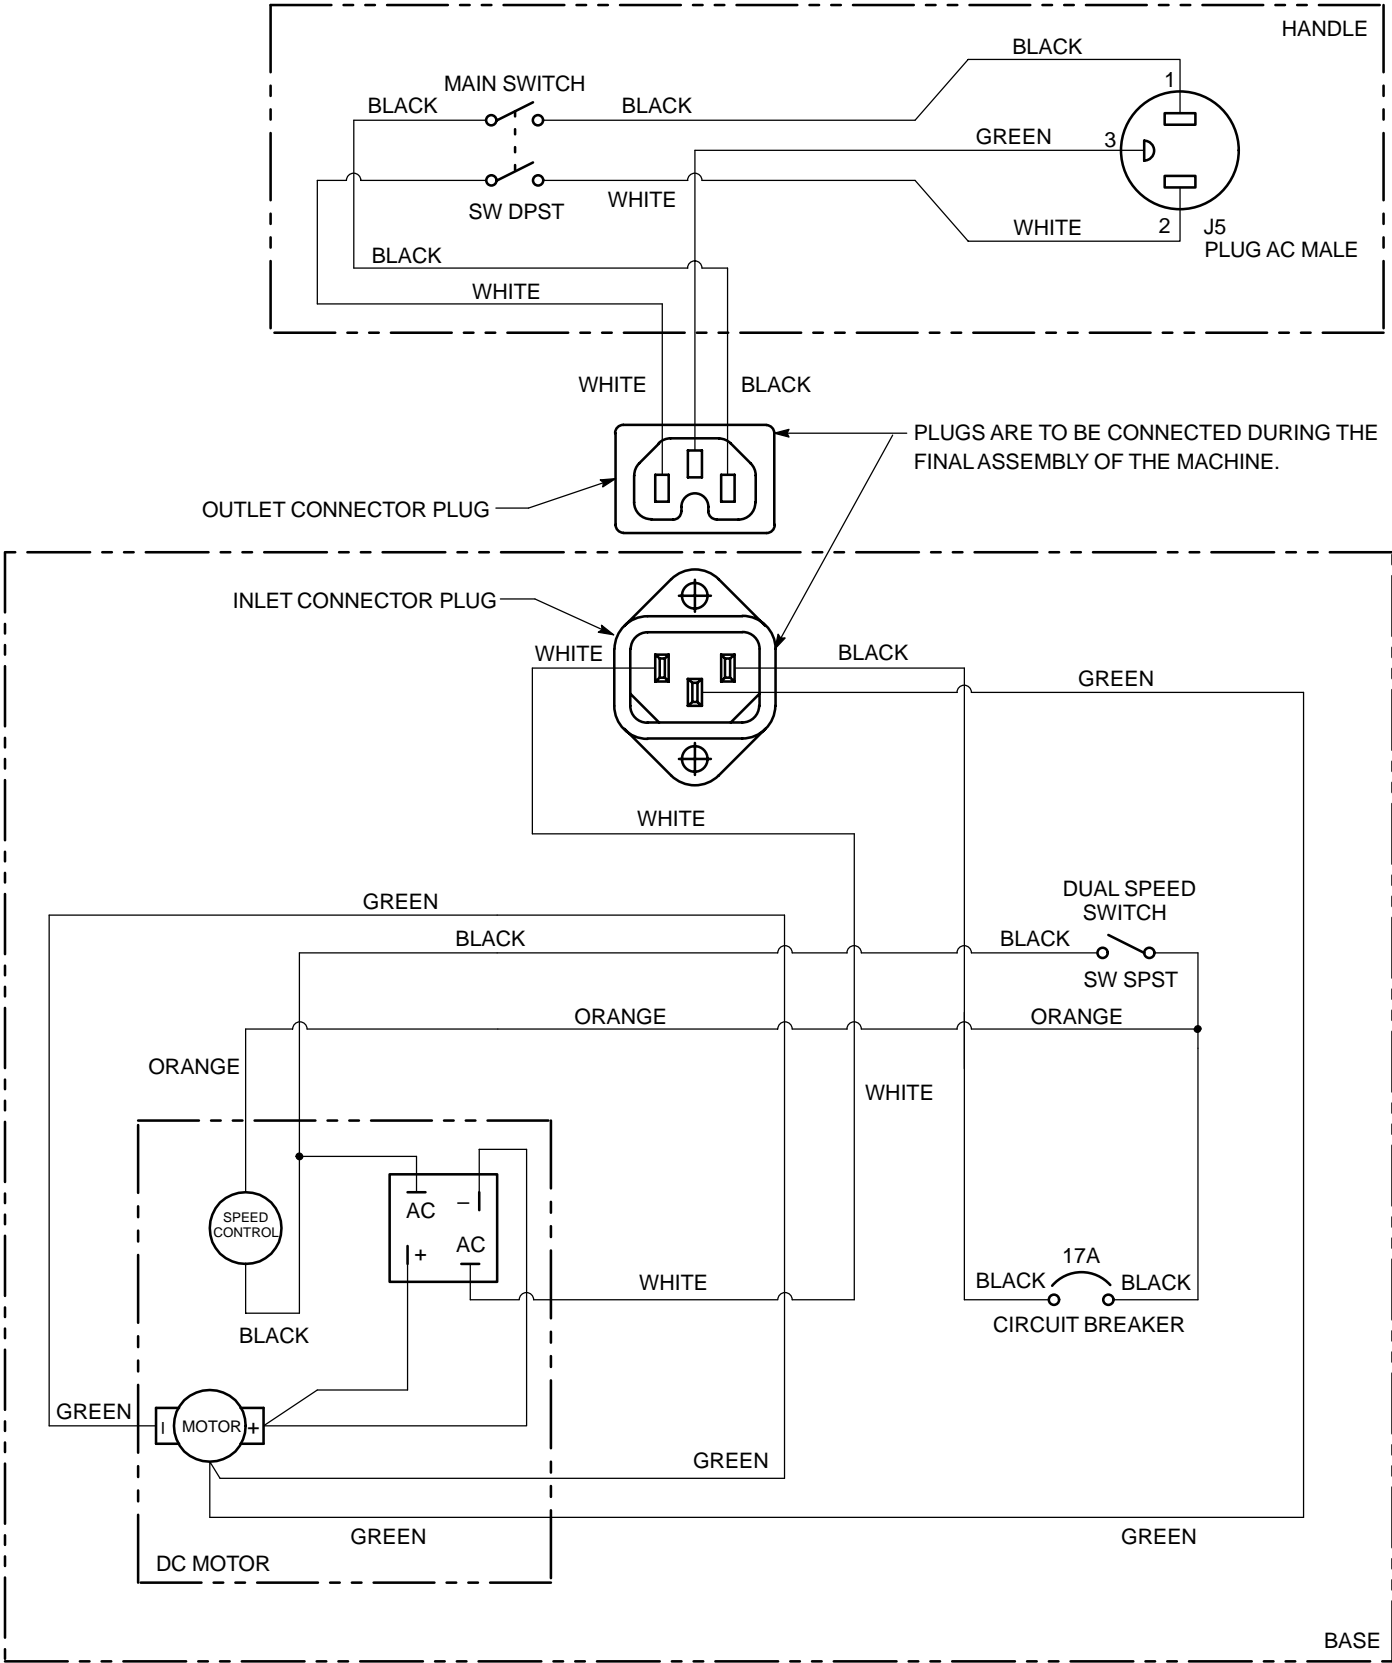 HANDLE
BLACK
MAIN SWITCH
1
BLACK
BLACK
GREEN
3
WHITE
SW DPST
WHITE
2
J5
PLUG AC MALE
BLACK
WHITE
WHITE
BLACK
PLUGS ARE TO BE CONNECTED DURING THE
FINAL ASSEMBLY OF THE MACHINE.
OUTLET CONNECTOR PLUG
INLET CONNECTOR PLUG
WHITE
BLACK
GREEN
WHITE
DUAL SPEED
SWITCH
GREEN
BLACK
BLACK
SW SPST
ORANGE
ORANGE
ORANGE
WHITE
AC
–
SPEED
CONTROL
+
AC
17A
WHITE
BLACK
BLACK
CIRCUIT BREAKER
BLACK
GREEN
I
MOTOR
+
GREEN
GREEN
GREEN
DC MOTOR
BASE